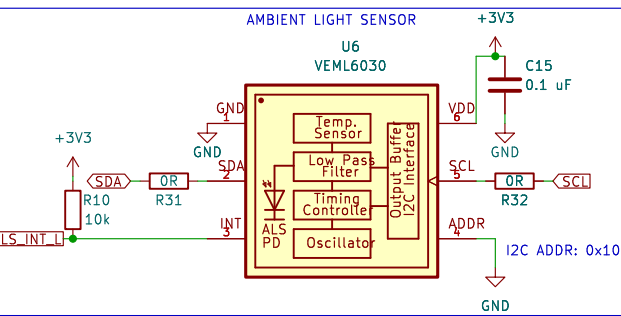 AMBIENT LIGHT SENSOR
+3V3
U6
VEML6030
C15
0.1 uF
GND
1
GND
VDD
6
GND
Temp.
Sensor
+3V3
SDA
0R
R31
SDA
2
Low Pass
Filter
Output Buffer
I2C Interface
SCL
5
0R
R32
SCL
R10
10k
Timing
Controller
LS_INT_L
INT
3
ALS
PD
Oscillator
ADDR
4
I2C ADDR: 0x10
GND